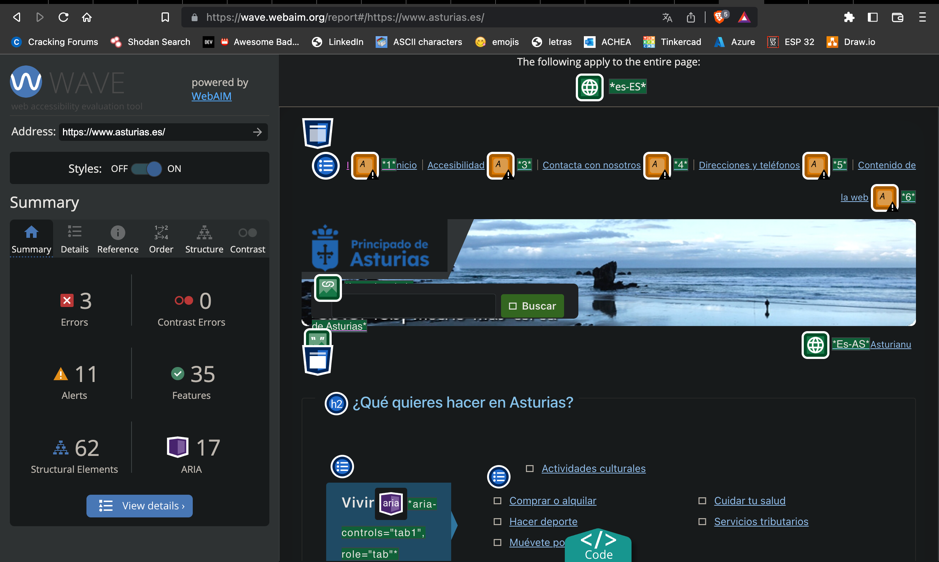 https://wave.webaim.org/report#/https://www.asturias.es/
Cracking Forums
Shodan Search
Awesome Bad...
LinkedIn
ASCII characters
emojis
letras
ACHEA
Tinkercad
Azure
ESP 32
Draw.io
WAVE
web accessibility evaluation tool
powered by
WebAIM
Address: https://www.asturias.es/
Styles: OFF ON
Summary
Summary Details Reference Order Structure Contrast
3
Errors
0
Contrast Errors
11
Alerts
35
Features
62
Structural Elements
17
ARIA
View details ›
The following apply to the entire page:
*es-ES*
I A *1*nicio | Accesibilidad A *3* | Contacta con nosotros A *4* | Direcciones y teléfonos A *5* | Contenido de
la web A *6*
Principado de
Asturias
Buscar
de Asturias*
*Es-AS*Asturianu
h2 ¿Qué quieres hacer en Asturias?
Vivir aria *aria-
controls="tab1",
role="tab"*
Actividades culturales
Comprar o alquilar
Cuidar tu salud
Hacer deporte
Servicios tributarios
Muévete po
</>
Code